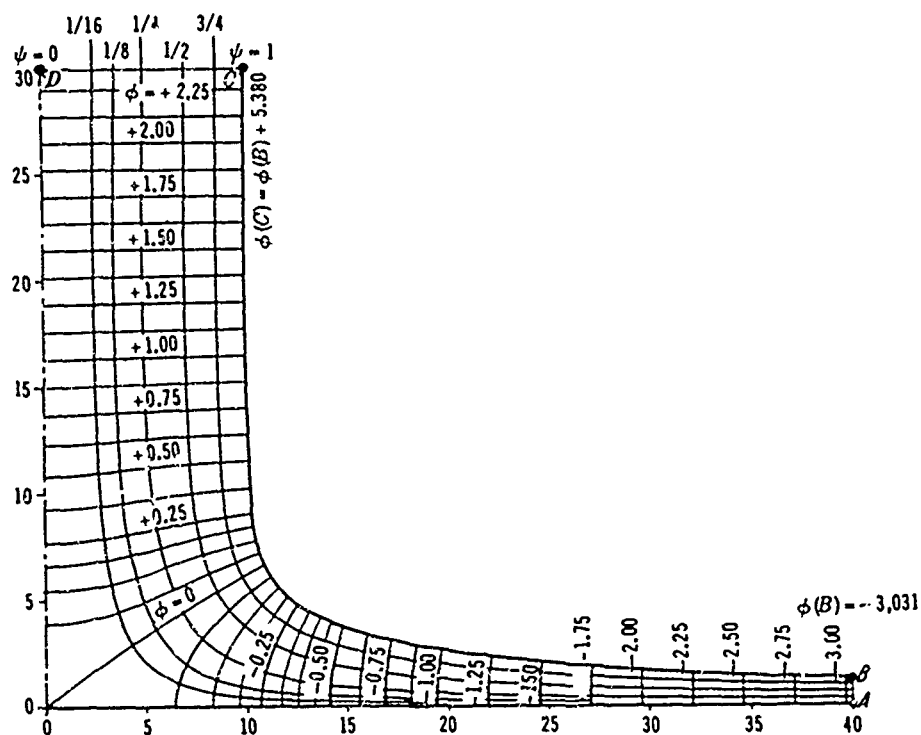 1/16 1/4 3/4
ψ = 0 1/8 1/2 ψ = 1
30 D C
φ = + 2.25
φ(C) = φ(B) + 5.380
+2.00
25
+1.75
+1.50
20
+1.25
+1.00
15
+0.75
+0.50
10
+0.25
5
φ = 0
φ(B) = - 3,031
-0.25
-0.50
-0.75
-1.00
-1.25
-1.50
-1.75
-2.00
-2.25
-2.50
-2.75
-3.00
B
A
0
0 5 10 15 20 25 30 35 40